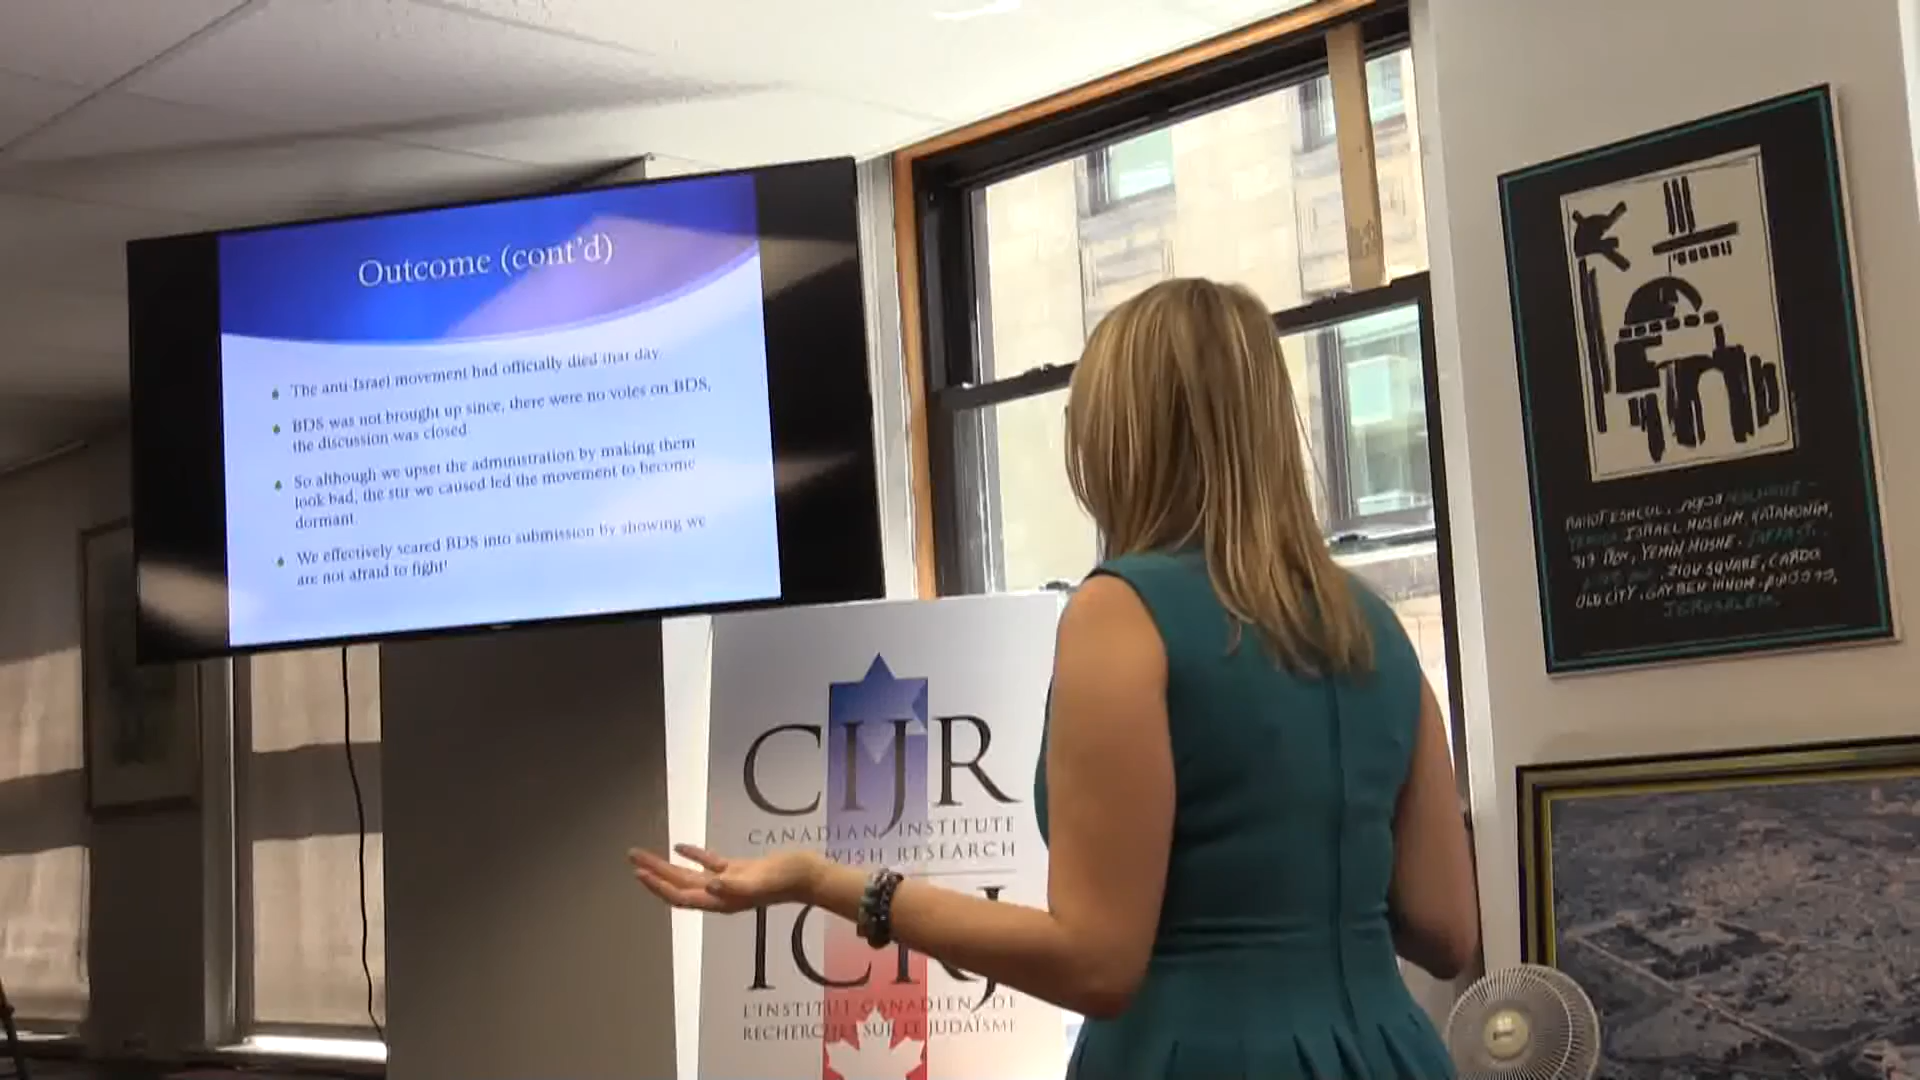 Outcome (cont'd)
The anti-Israel movement had officially died that day.
BDS was not brought up since, there were no votes on BDS,
the discussion was closed.
So although we upset the administration by making them
look bad, the stir we caused led the movement to become
dormant.
We effectively scared BDS into submission by showing we
are not afraid to fight!
CIJR
CANADIAN INSTITUTE
WISH RESEARCH
ICRJ
L'INSTITUT CANADIEN DE
RECHERCHES SUR LE JUDAÏSME
ISRAEL MUSEUM, KATAMONIM,
YEMIN MOSHE.
ZION SQUARE, CARDO
OLD CITY, GAY BEN HINOM,
JERUSALEM.